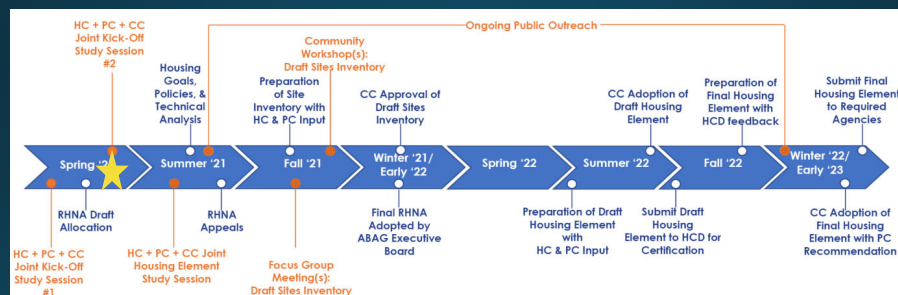 HC + PC + CC
Joint Kick-Off
Study Session
#2
Housing
Goals,
Policies, &
Technical
Analysis
Preparation
of Site
Inventory with
HC & PC Input
Community
Workshop(s):
Draft Sites Inventory
CC Approval of
Draft Sites
Inventory
Ongoing Public Outreach
CC Adoption of
Draft Housing
Element
Preparation of
Final Housing
Element with
HCD feedback
Submit Final
Housing Element
to Required
Agencies
Spring '2
Summer '21
Fall '21
Winter '21/
Early '22
Spring '22
Summer '22
Fall '22
Winter '22/
Early '23
HC + PC + CC
Joint Kick-Off
Study Session
#1
RHNA Draft
Allocation
HC + PC + CC Joint
Housing Element
Study Session
RHNA
Appeals
Focus Group
Meeting(s):
Draft Sites Inventory
Final RHNA
Adopted by
ABAG Executive
Board
Preparation of Draft
Housing Element
with
HC & PC Input
Submit Draft
Housing
Element to HCD for
Certification
CC Adoption of
Final Housing
Element with PC
Recommendation